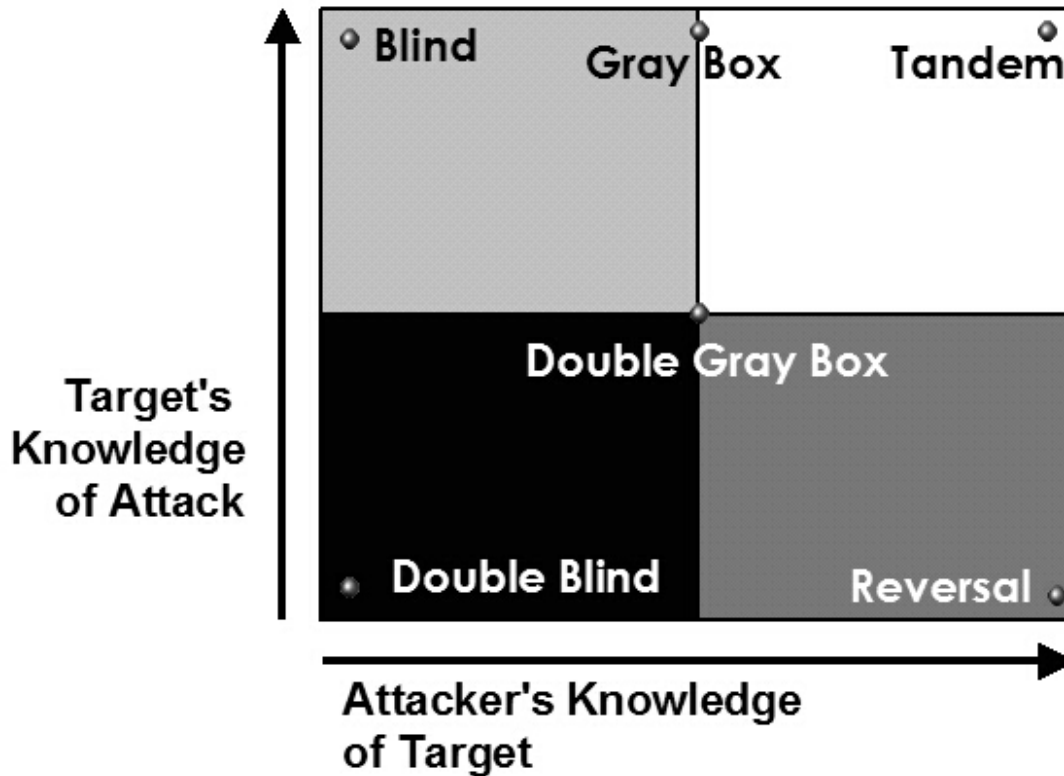 Blind
Gray Box
Tandem
Double Gray Box
Target's
Knowledge
of Attack
Double Blind
Reversal
Attacker's Knowledge
of Target